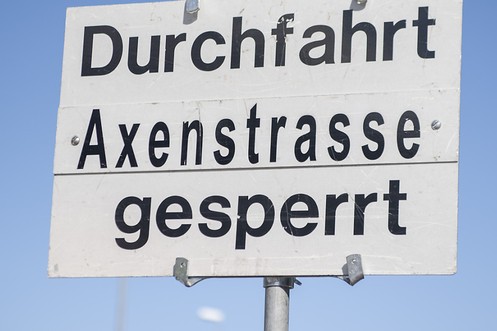 Durchfahrt
Axenstrasse
gesperrt